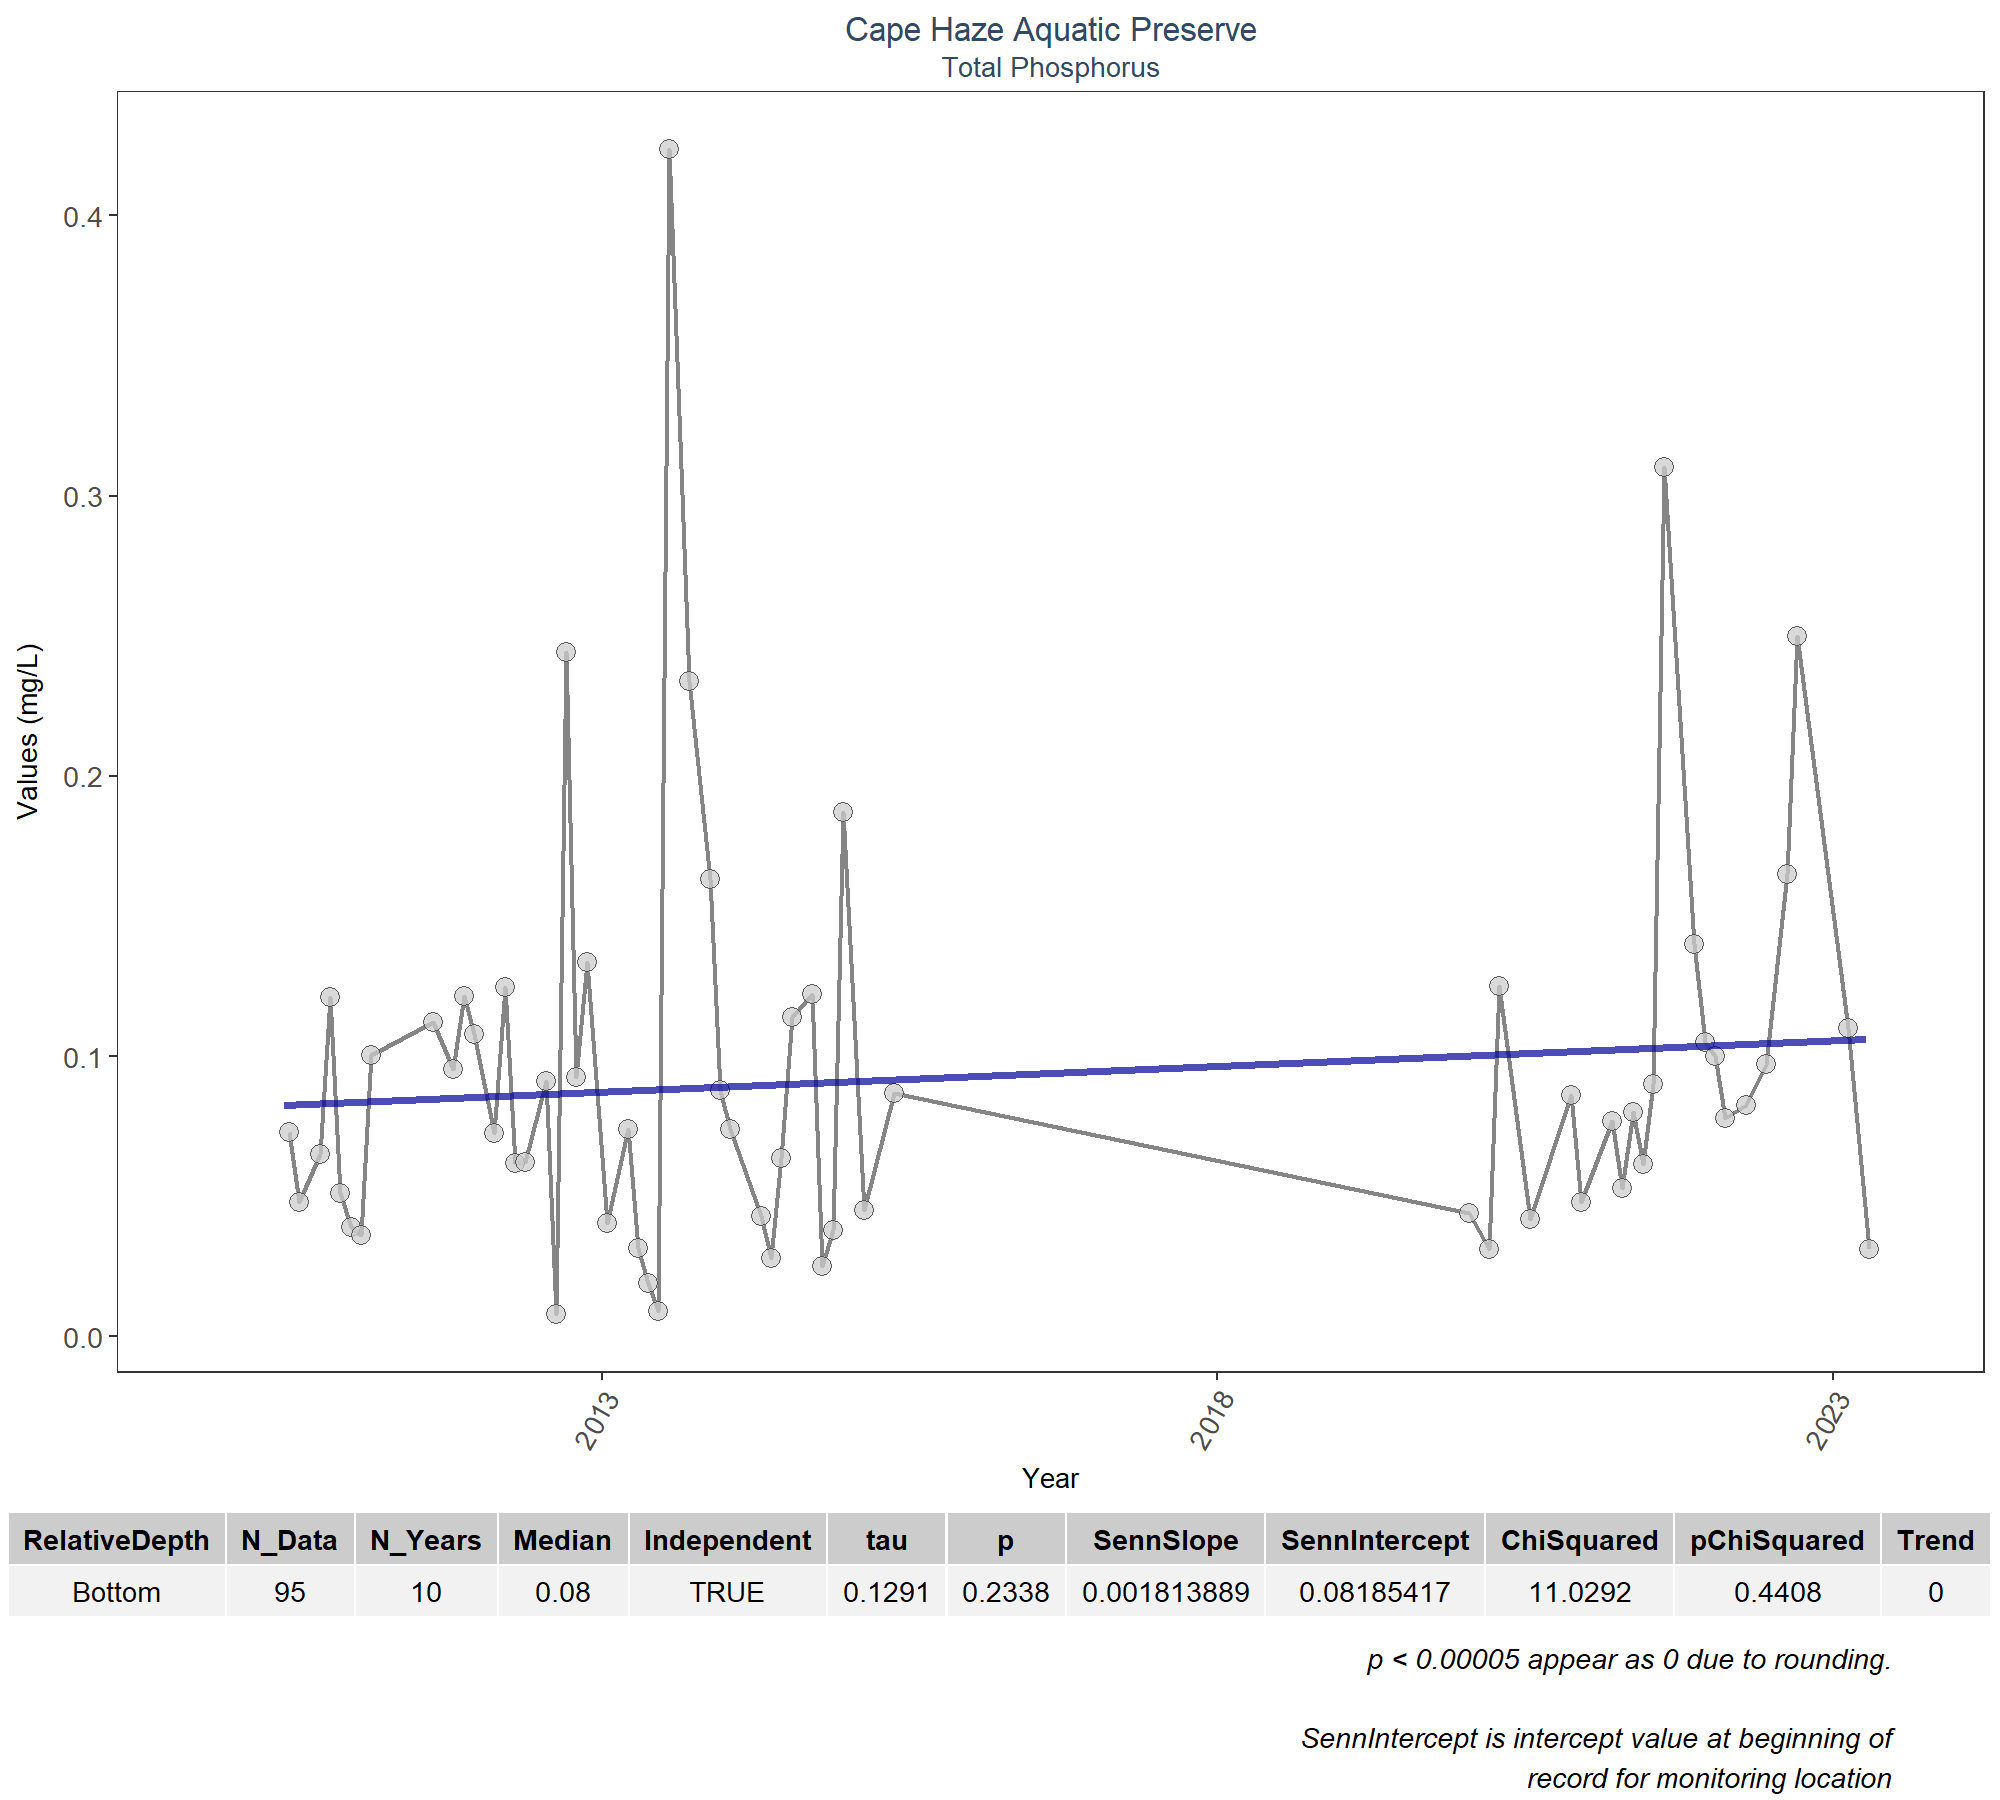 Cape Haze Aquatic Preserve
Total Phosphorus
Values (mg/L)
0.4
0.3
0.2
0.1
0.0
2013 2018 2023
Year
RelativeDepth N_Data N_Years Median Independent tau p SennSlope SennIntercept ChiSquared pChiSquared Trend
Bottom 95 10 0.08 TRUE 0.1291 0.2338 0.001813889 0.08185417 11.0292 0.4408 0
p < 0.00005 appear as 0 due to rounding.
SennIntercept is intercept value at beginning of
record for monitoring location